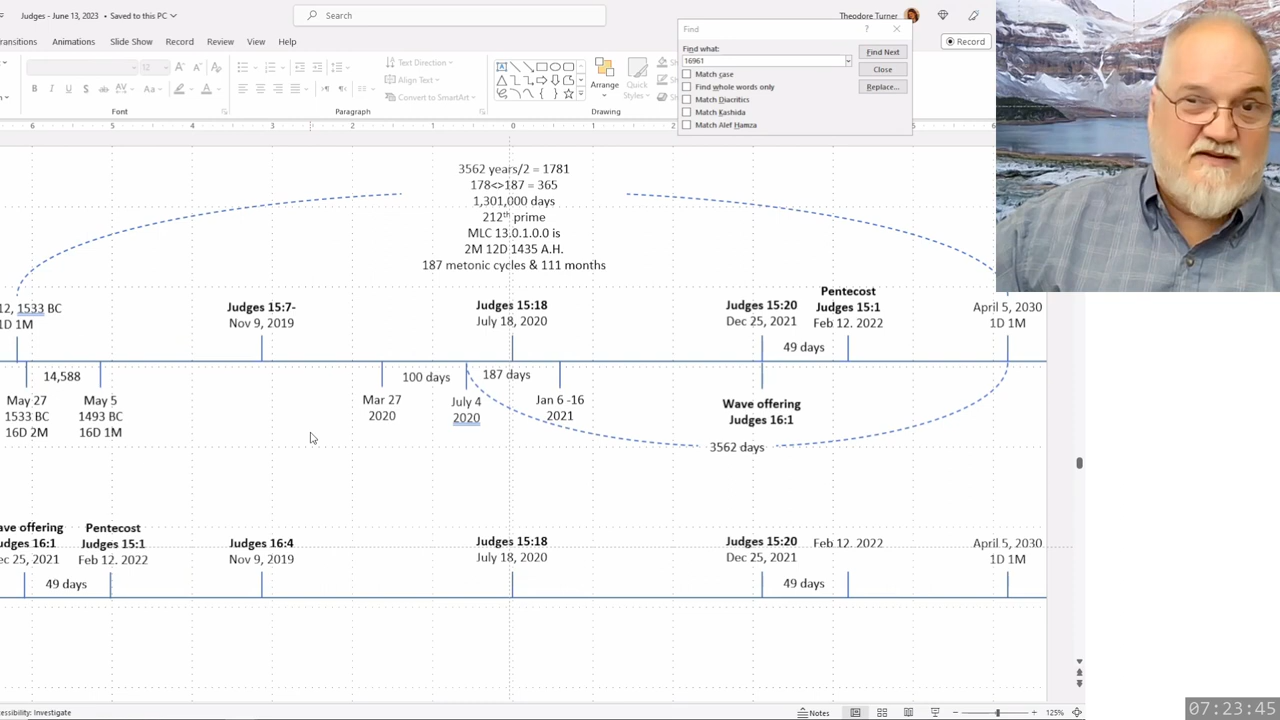 Judges - June 13, 2023 • Saved to this PC
Search
Theodore Turner
ransitions Animations Slide Show Record Review View Help
Record
Find
Find what:
16961
Find Next
Close
Replace...
Match case
Find whole words only
Match Diacritics
Match Kashida
Match Alef Hamza
Text Direction
Align Text
Convert to SmartArt
Arrange
Quick
Styles
Font
Paragraph
Drawing
3562 years/2 = 1781
178<>187 = 365
1,301,000 days
212th prime
MLC 13.0.1.0.0 is
2M 12D 1435 A.H.
187 metonic cycles & 111 months
12, 1533 BC
1D 1M
Judges 15:7-
Nov 9, 2019
Judges 15:18
July 18, 2020
Judges 15:20
Dec 25, 2021
Pentecost
Judges 15:1
Feb 12. 2022
April 5, 2030
1D 1M
49 days
14,588
May 27
1533 BC
16D 2M
May 5
1493 BC
16D 1M
Mar 27
2020
100 days
July 4
2020
187 days
Jan 6 -16
2021
Wave offering
Judges 16:1
3562 days
ave offering
udges 16:1
ec 25, 2021
Pentecost
Judges 15:1
Feb 12. 2022
49 days
Judges 16:4
Nov 9, 2019
Judges 15:18
July 18, 2020
Judges 15:20
Dec 25, 2021
Feb 12. 2022
49 days
April 5, 2030
1D 1M
cessibility: Investigate
Notes
125%
07:23:45